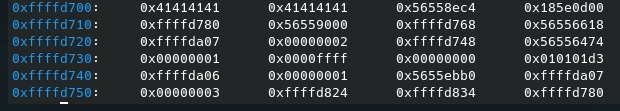 0xffffd700: 0x41414141 0x41414141 0x56558ec4 0x185e0d00
0xffffd710: 0xffffd780 0x56559000 0xffffd768 0x56556618
0xffffd720: 0xffffda07 0x00000002 0xffffd748 0x56556474
0xffffd730: 0x00000001 0x0000ffff 0x00000000 0x010101d3
0xffffd740: 0xffffda06 0x00000001 0x5655ebb0 0xffffda07
0xffffd750: 0x00000003 0xffffd824 0xffffd834 0xffffd780